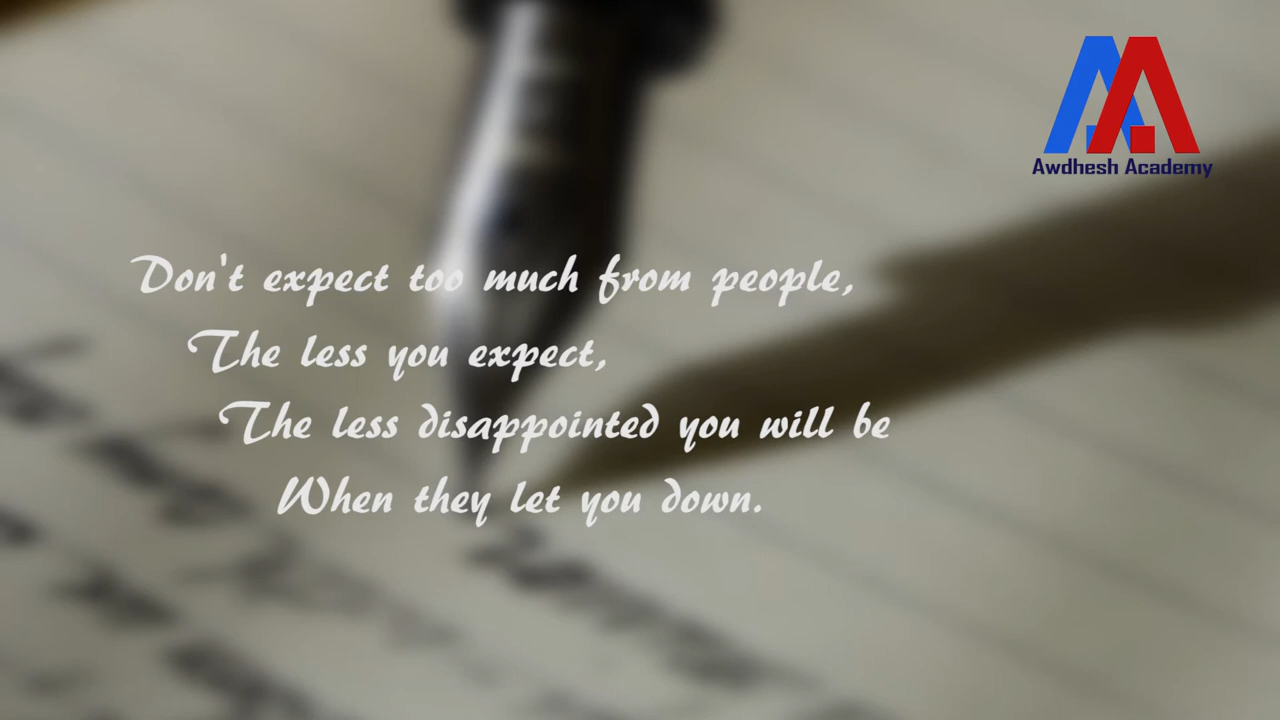 Awdhesh Academy
Don't expect too much from people,
The less you expect,
The less disappointed you will be
When they let you down.